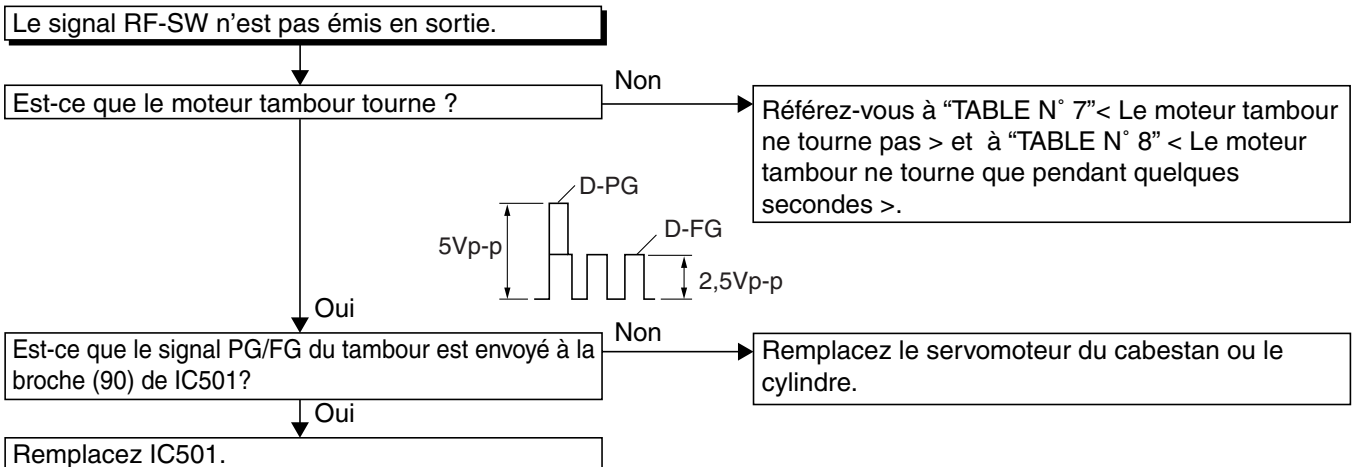 Le signal RF-SW n'est pas émis en sortie.
Est-ce que le moteur tambour tourne ?
Non
Référez-vous à “TABLE N° 7”< Le moteur tambour
ne tourne pas > et à “TABLE N° 8” < Le moteur
tambour ne tourne que pendant quelques
secondes >.
D-PG
5Vp-p
D-FG
2,5Vp-p
Oui
Est-ce que le signal PG/FG du tambour est envoyé à la
broche (90) de IC501?
Non
Remplacez le servomoteur du cabestan ou le
cylindre.
Oui
Remplacez IC501.